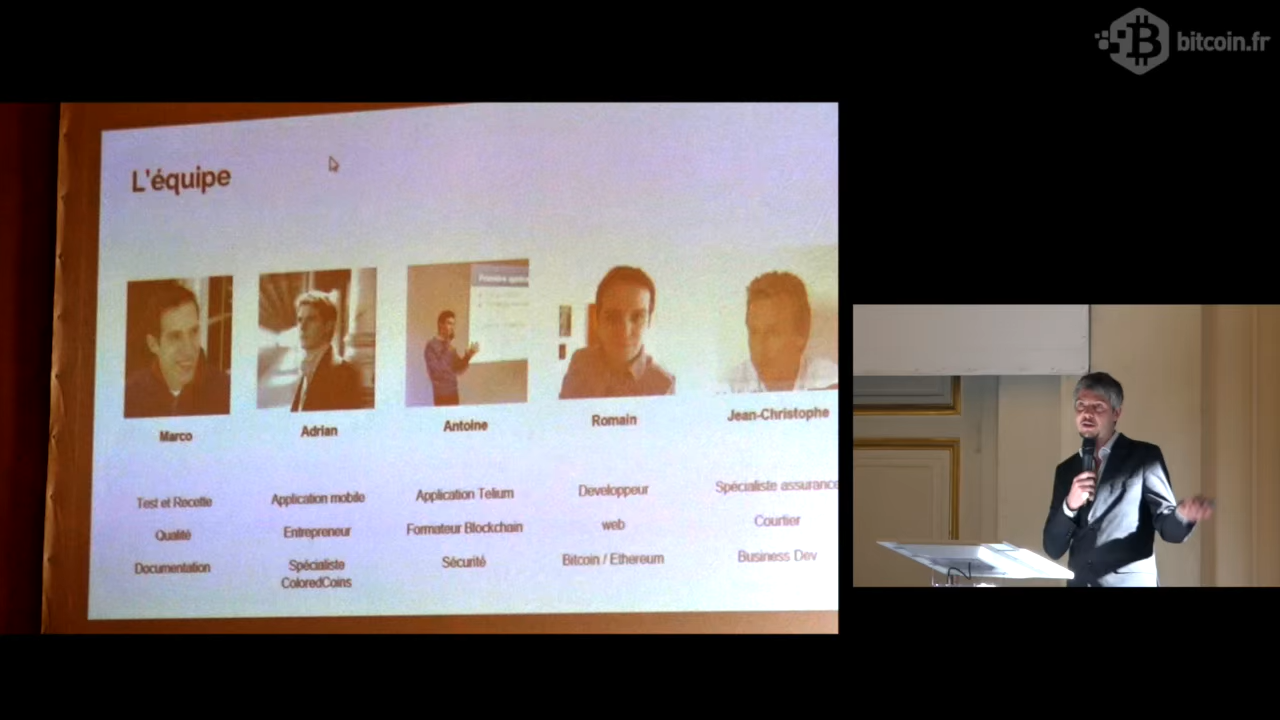 bitcoin.fr
L'équipe
Marco
Adrian
Antoine
Romain
Jean-Christophe
Test et Recette
Application mobile
Application Telium
Développeur
Spécialiste assurance
Qualité
Entrepreneur
Formateur Blockchain
web
Courtier
Documentation
Spécialiste
ColoredCoins
Sécurité
Bitcoin / Ethereum
Business Dev